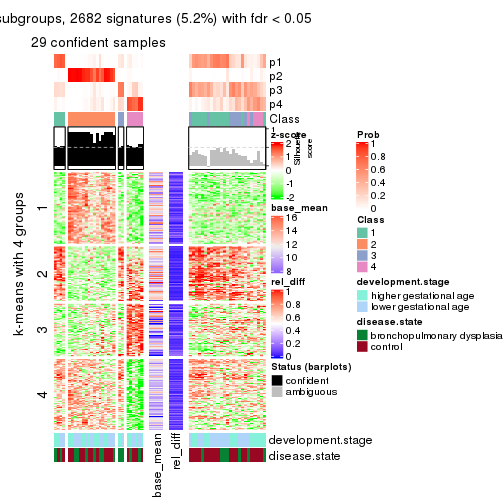 subgroups, 2682 signatures (5.2%) with fdr < 0.05
29 confident samples
p1
p2
p3
p4
Class
1
Silhouette
score
z-score
2
1
0
-1
-2
base_mean
16
14
12
10
8
rel_diff
1
0.8
0.6
0.4
0.2
0
Status (barplots)
confident
ambiguous
Prob
1
0.8
0.6
0.4
0.2
0
Class
1
2
3
4
development.stage
higher gestational age
lower gestational age
disease.state
bronchopulmonary dysplasia
control
k-means with 4 groups
1
2
3
4
development.stage
disease.state
base_mean
rel_diff